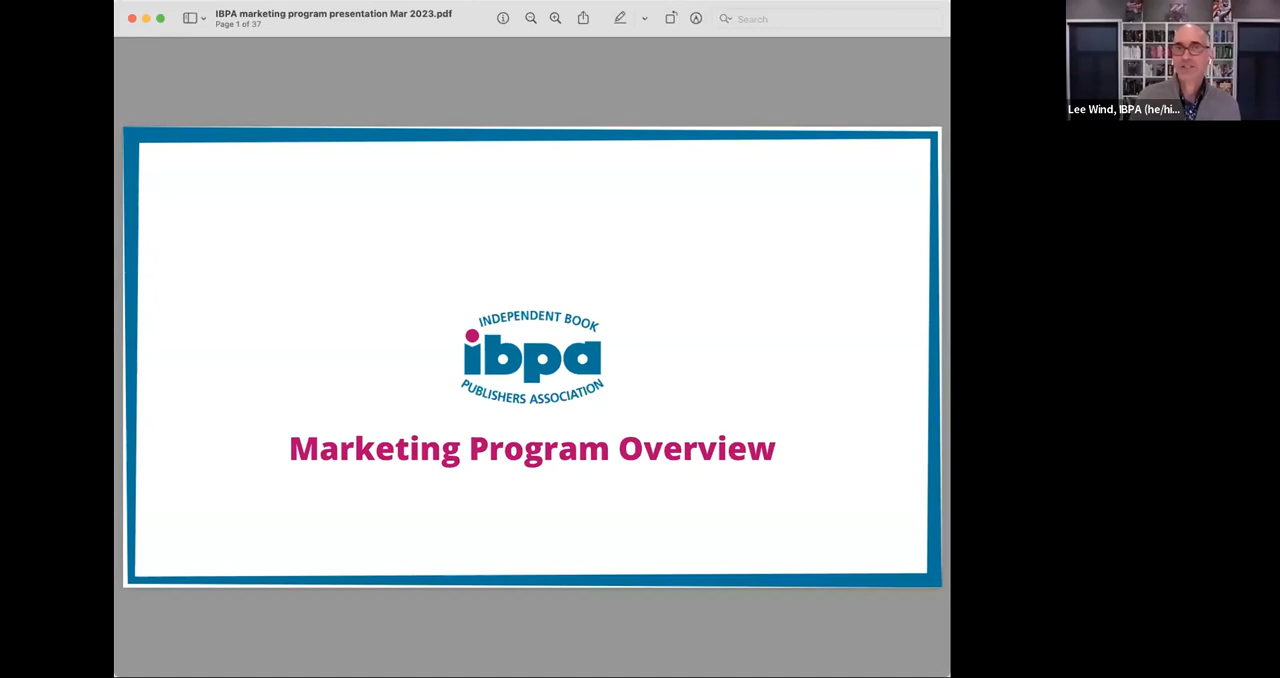 IBPA marketing program presentation Mar 2023.pdf
Page 1 of 37
Search
Lee Wind, IBPA (he/hi...
INDEPENDENT BOOK
ibpa
PUBLISHERS ASSOCIATION
Marketing Program Overview